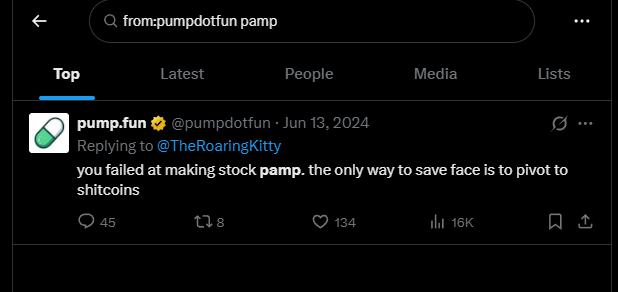 from:pumpdotfun pamp
Top
Latest
People
Media
Lists
pump.fun @pumpdotfun · Jun 13, 2024
Replying to @TheRoaringKitty
you failed at making stock pamp. the only way to save face is to pivot to
shitcoins
45
8
134
16K